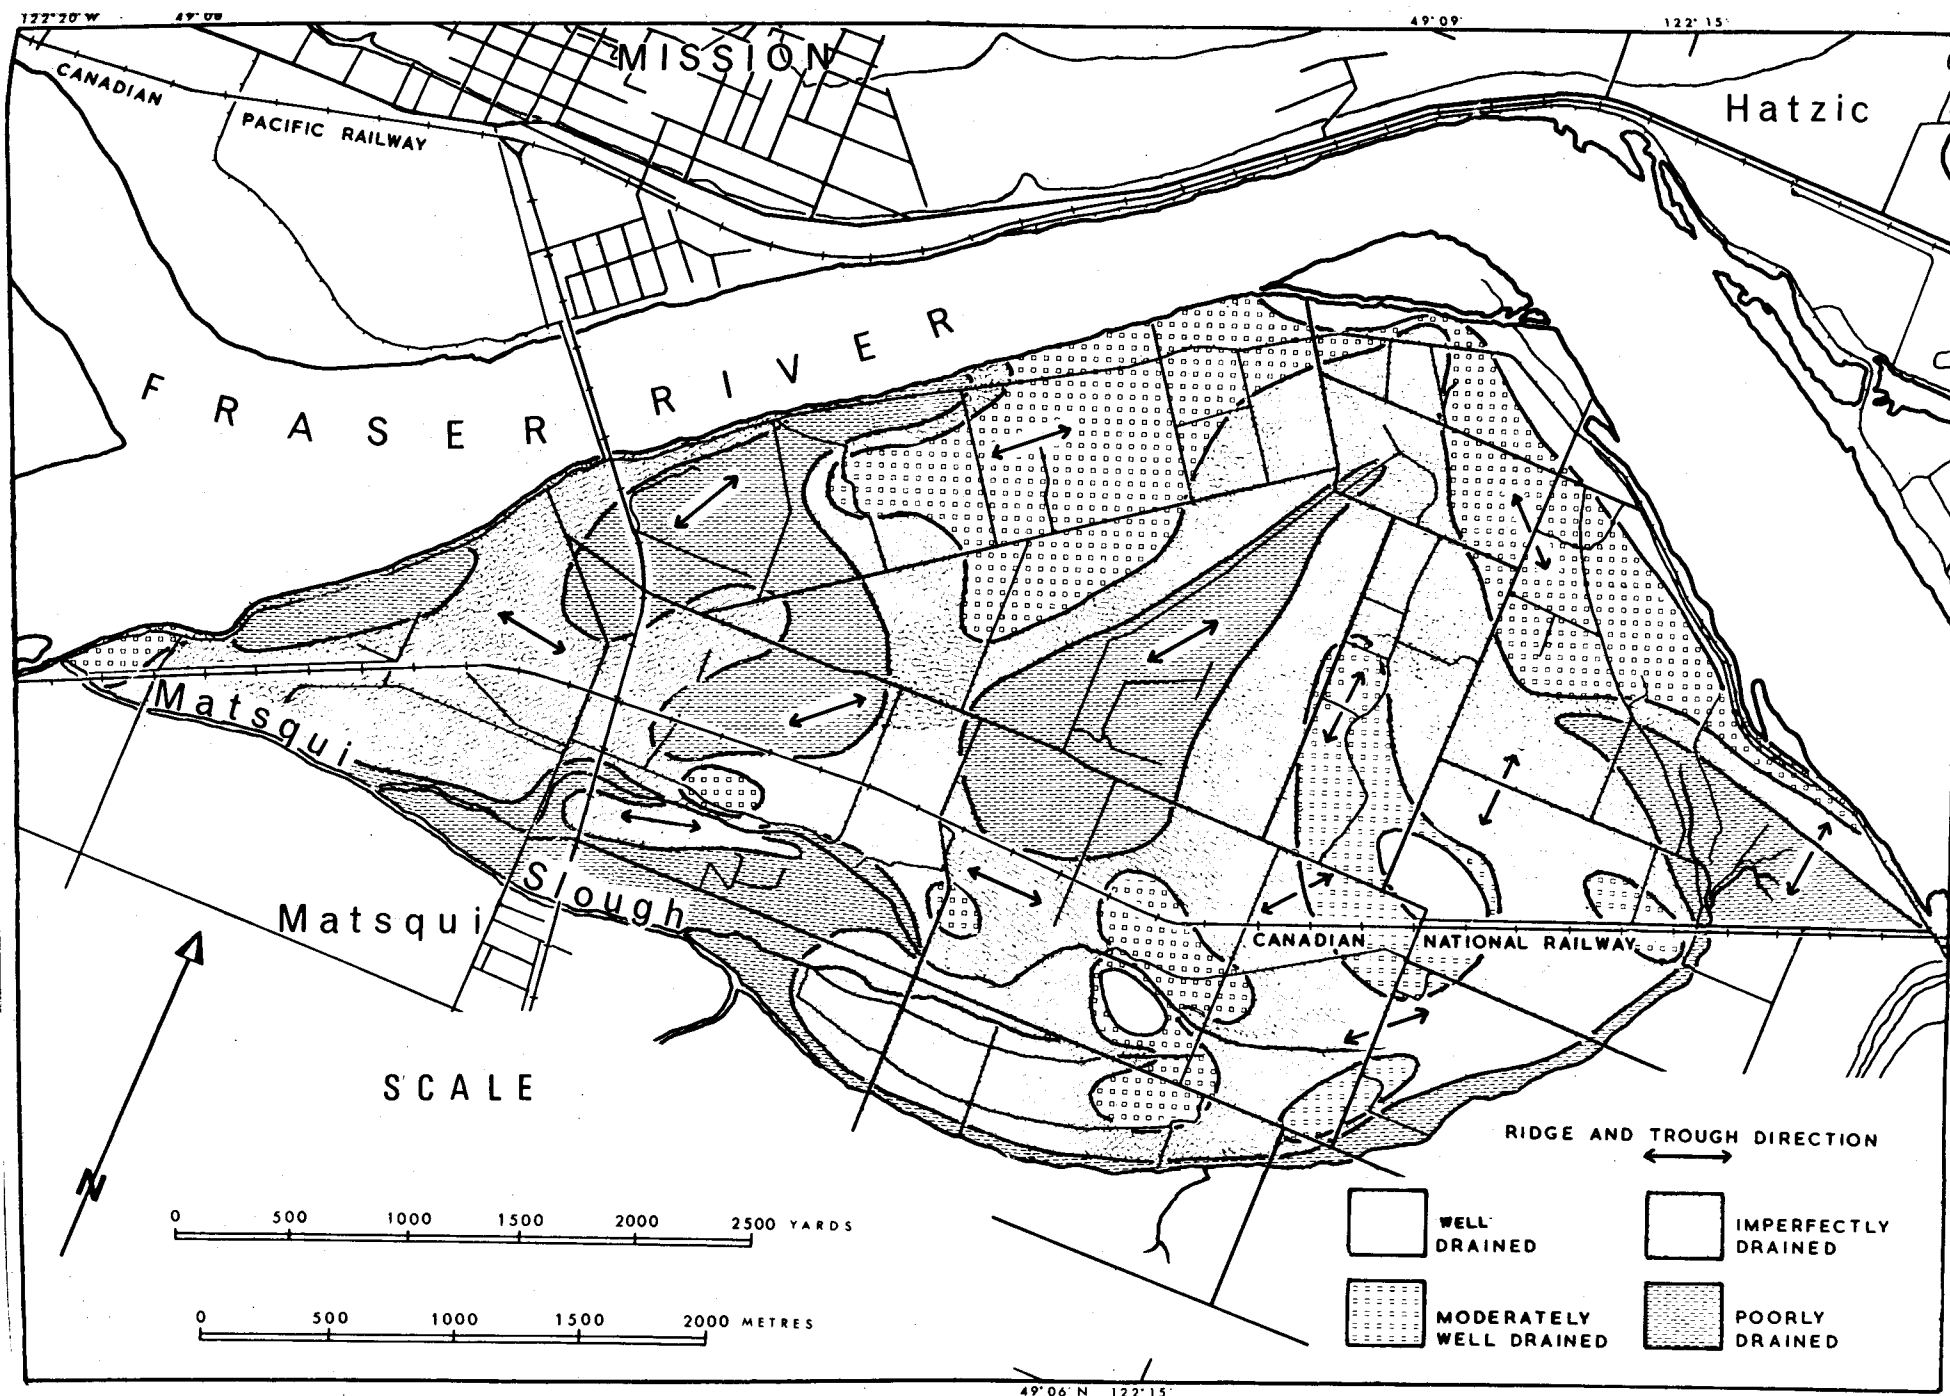 122° 20' W
49° 08'
49° 09'
122° 15'
MISSION
CANADIAN
PACIFIC RAILWAY
Hatzic
FRASER RIVER
Matsqui
Slough
Matsqui
CANADIAN NATIONAL RAILWAY
N
SCALE
0 500 1000 1500 2000 2500 YARDS
0 500 1000 1500 2000 METRES
RIDGE AND TROUGH DIRECTION
WELL
DRAINED
IMPERFECTLY
DRAINED
MODERATELY
WELL DRAINED
POORLY
DRAINED
49° 06' N 122° 15'